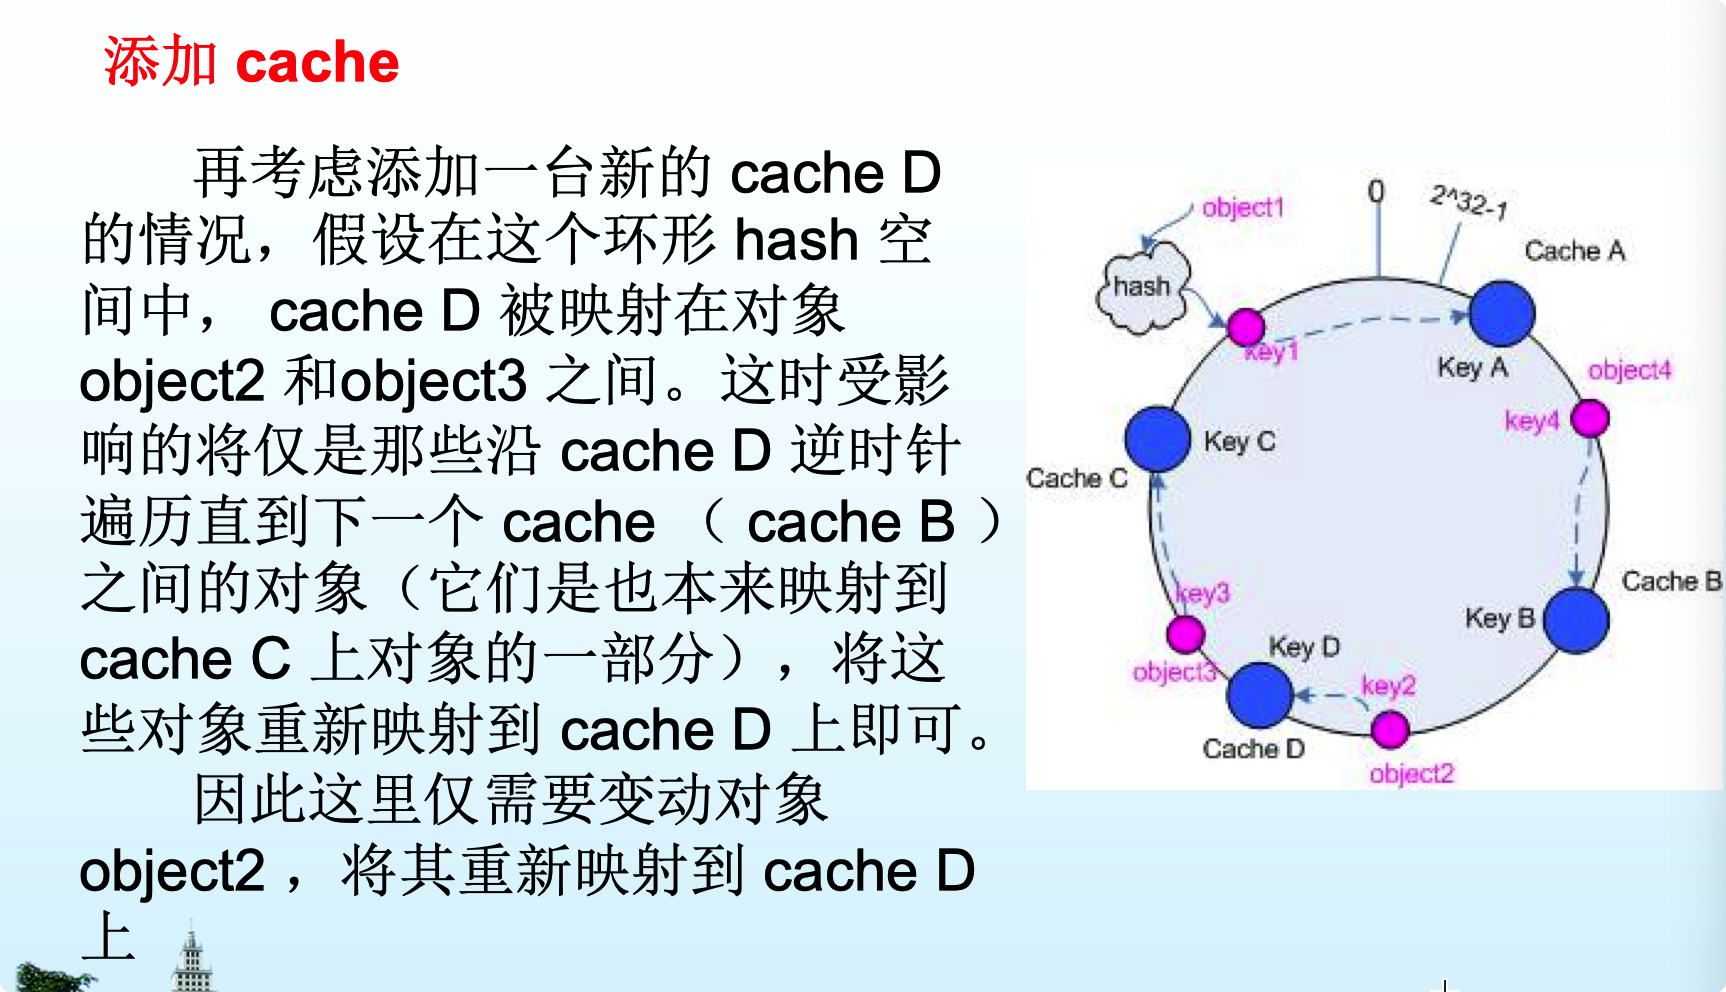 添加 cache
再考虑添加一台新的 cache D
的情况，假设在这个环形 hash 空
间中， cache D 被映射在对象
object2 和object3 之间。这时受影
响的将仅是那些沿 cache D 逆时针
遍历直到下一个 cache （ cache B ）
之间的对象（它们是也本来映射到
cache C 上对象的一部分），将这
些对象重新映射到 cache D 上即可。
因此这里仅需要变动对象
object2 ，将其重新映射到 cache D
上
object1
0
2^32-1
Cache A
hash
key1
Key A
object4
key4
Key C
Cache C
Cache B
key3
Key B
Key D
object3
key2
Cache D
object2